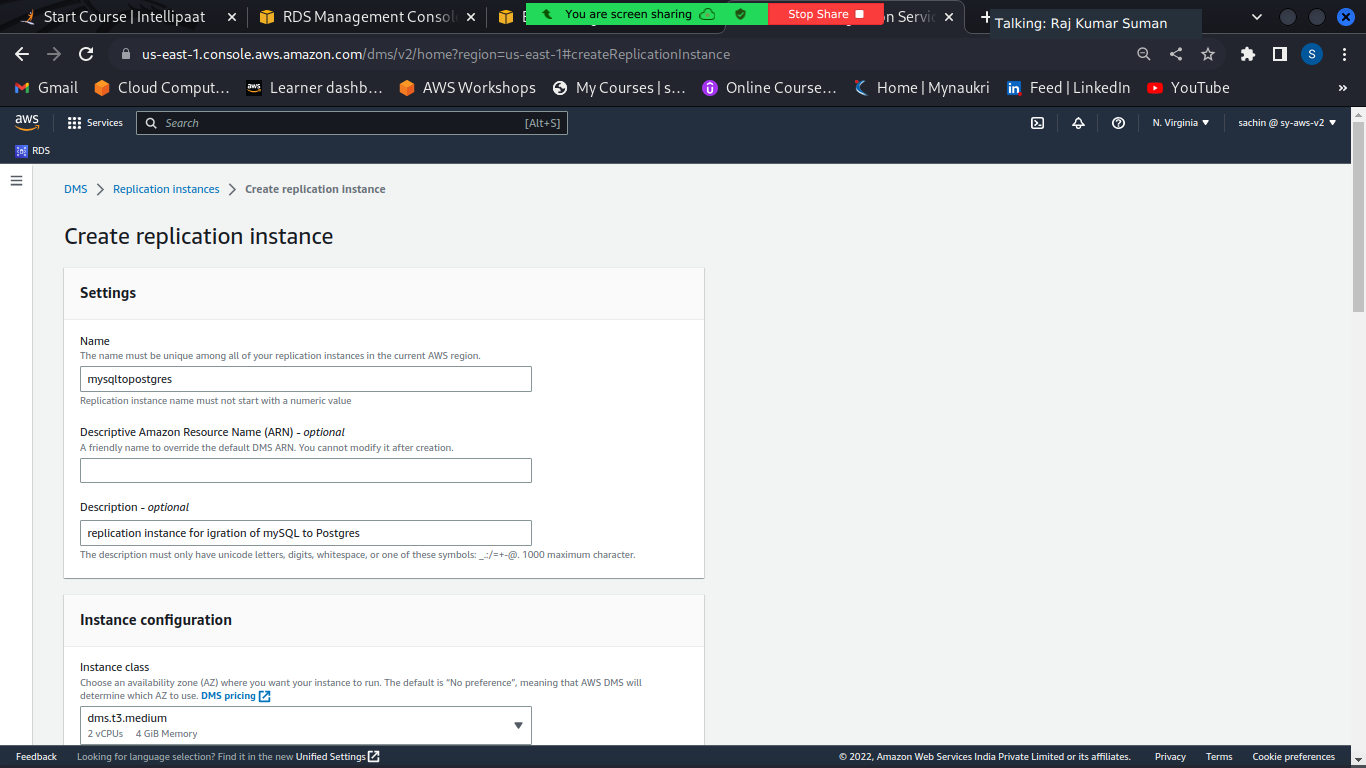 Start Course | Intellipaat
RDS Management Consol
You are screen sharing
Stop Share
Talking: Raj Kumar Suman
us-east-1.console.aws.amazon.com/dms/v2/home?region=us-east-1#createReplicationInstance
S
Gmail
Cloud Comput...
Learner dashb...
AWS Workshops
My Courses | s...
Online Course...
Home | Mynaukri
Feed | LinkedIn
YouTube
»
aws
Services
Search
[Alt+S]
N. Virginia
sachin @ sy-aws-v2
RDS
DMS
Replication instances
Create replication instance
Create replication instance
Settings
Name
The name must be unique among all of your replication instances in the current AWS region.
mysqltopostgres
Replication instance name must not start with a numeric value
Descriptive Amazon Resource Name (ARN) - optional
A friendly name to override the default DMS ARN. You cannot modify it after creation.
Description - optional
replication instance for igration of mySQL to Postgres
The description must only have unicode letters, digits, whitespace, or one of these symbols: _.:/=+-@. 1000 maximum character.
Instance configuration
Instance class
Choose an availability zone (AZ) where you want your instance to run. The default is "No preference", meaning that AWS DMS will
determine which AZ to use. DMS pricing
dms.t3.medium
2 vCPUs 4 GiB Memory
Feedback
Looking for language selection? Find it in the new Unified Settings
© 2022, Amazon Web Services India Private Limited or its affiliates.
Privacy
Terms
Cookie preferences